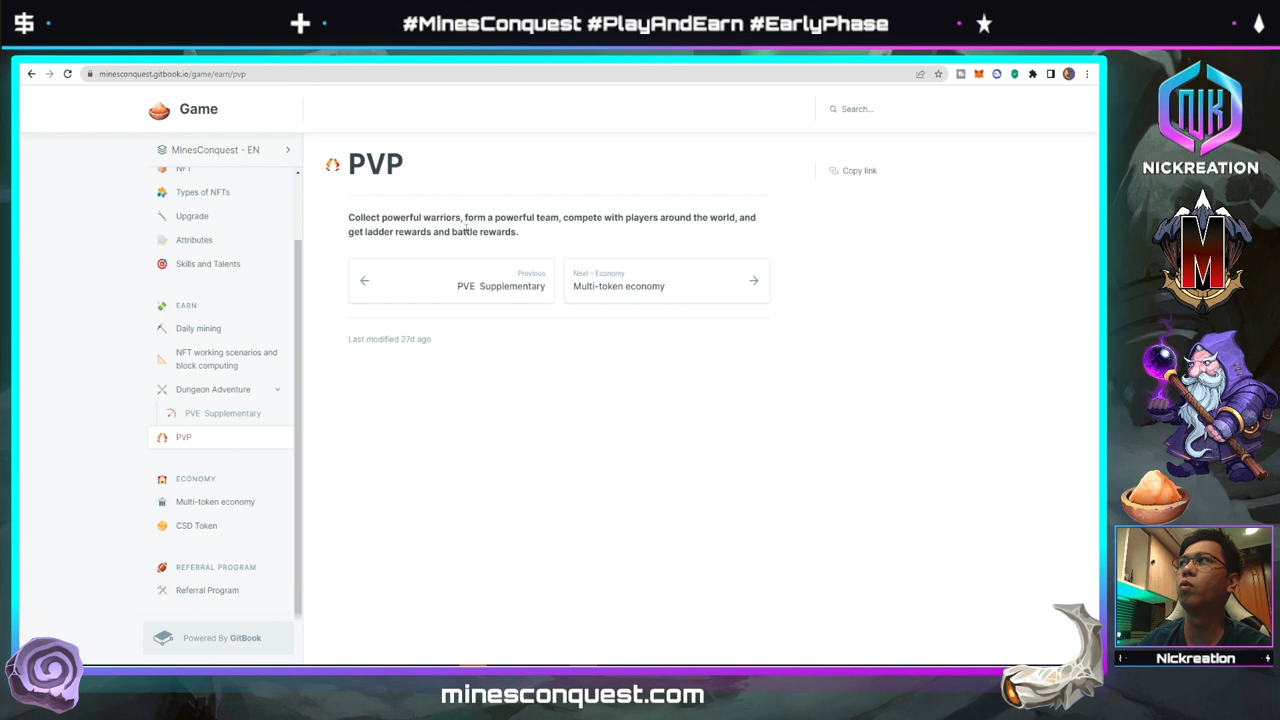 #MinesConquest #PlayAndEarn #EarlyPhase
minesconquest.gitbook.io/game/earn/pvp
Game
Search...
MinesConquest - EN
NFT
Types of NFTs
Upgrade
Attributes
Skills and Talents
EARN
Daily mining
NFT working scenarios and
block computing
Dungeon Adventure
PVE Supplementary
PVP
ECONOMY
Multi-token economy
CSD Token
REFERRAL PROGRAM
Referral Program
Powered By GitBook
PVP
Copy link
Collect powerful warriors, form a powerful team, compete with players around the world, and
get ladder rewards and battle rewards.
Previous
PVE Supplementary
Next - Economy
Multi-token economy
Last modified 27d ago
NICKREATION
M
Nickreation
minesconquest.com